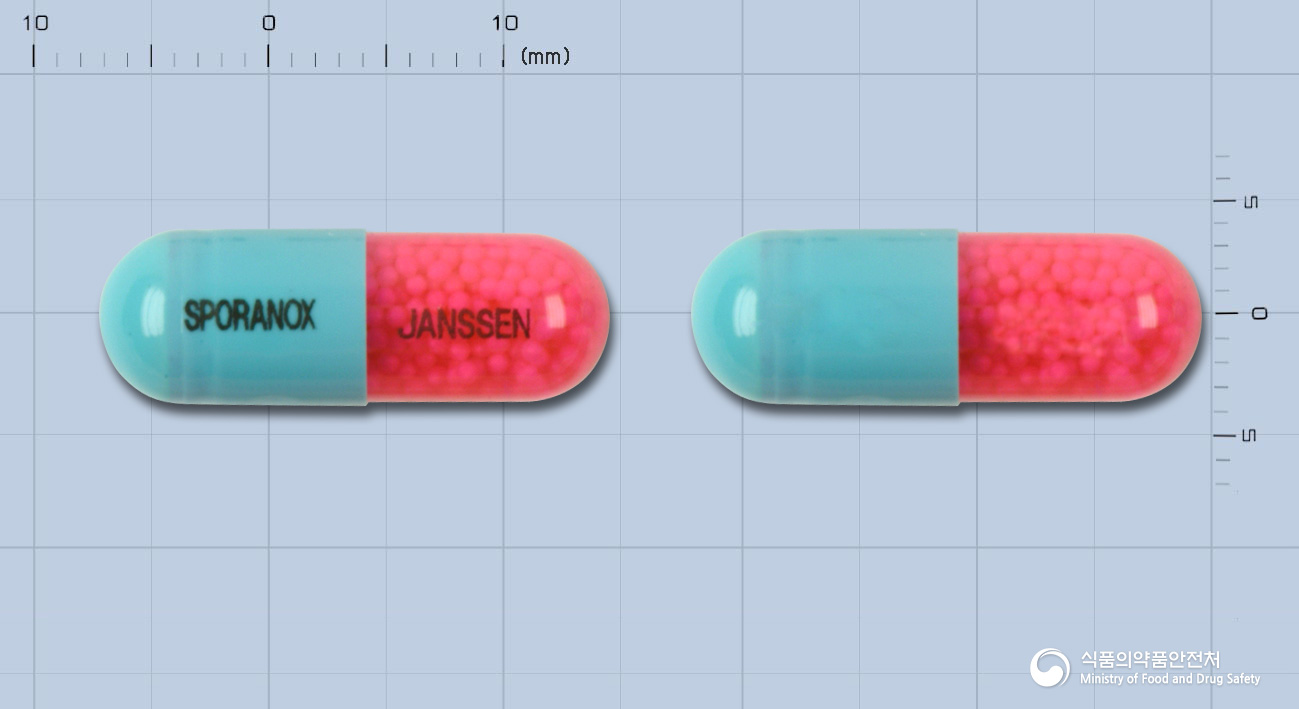 10 0 10
(mm)
SPORANOX
JANSSEN
5
0
5
식품의약품안전처
Ministry of Food and Drug Safety